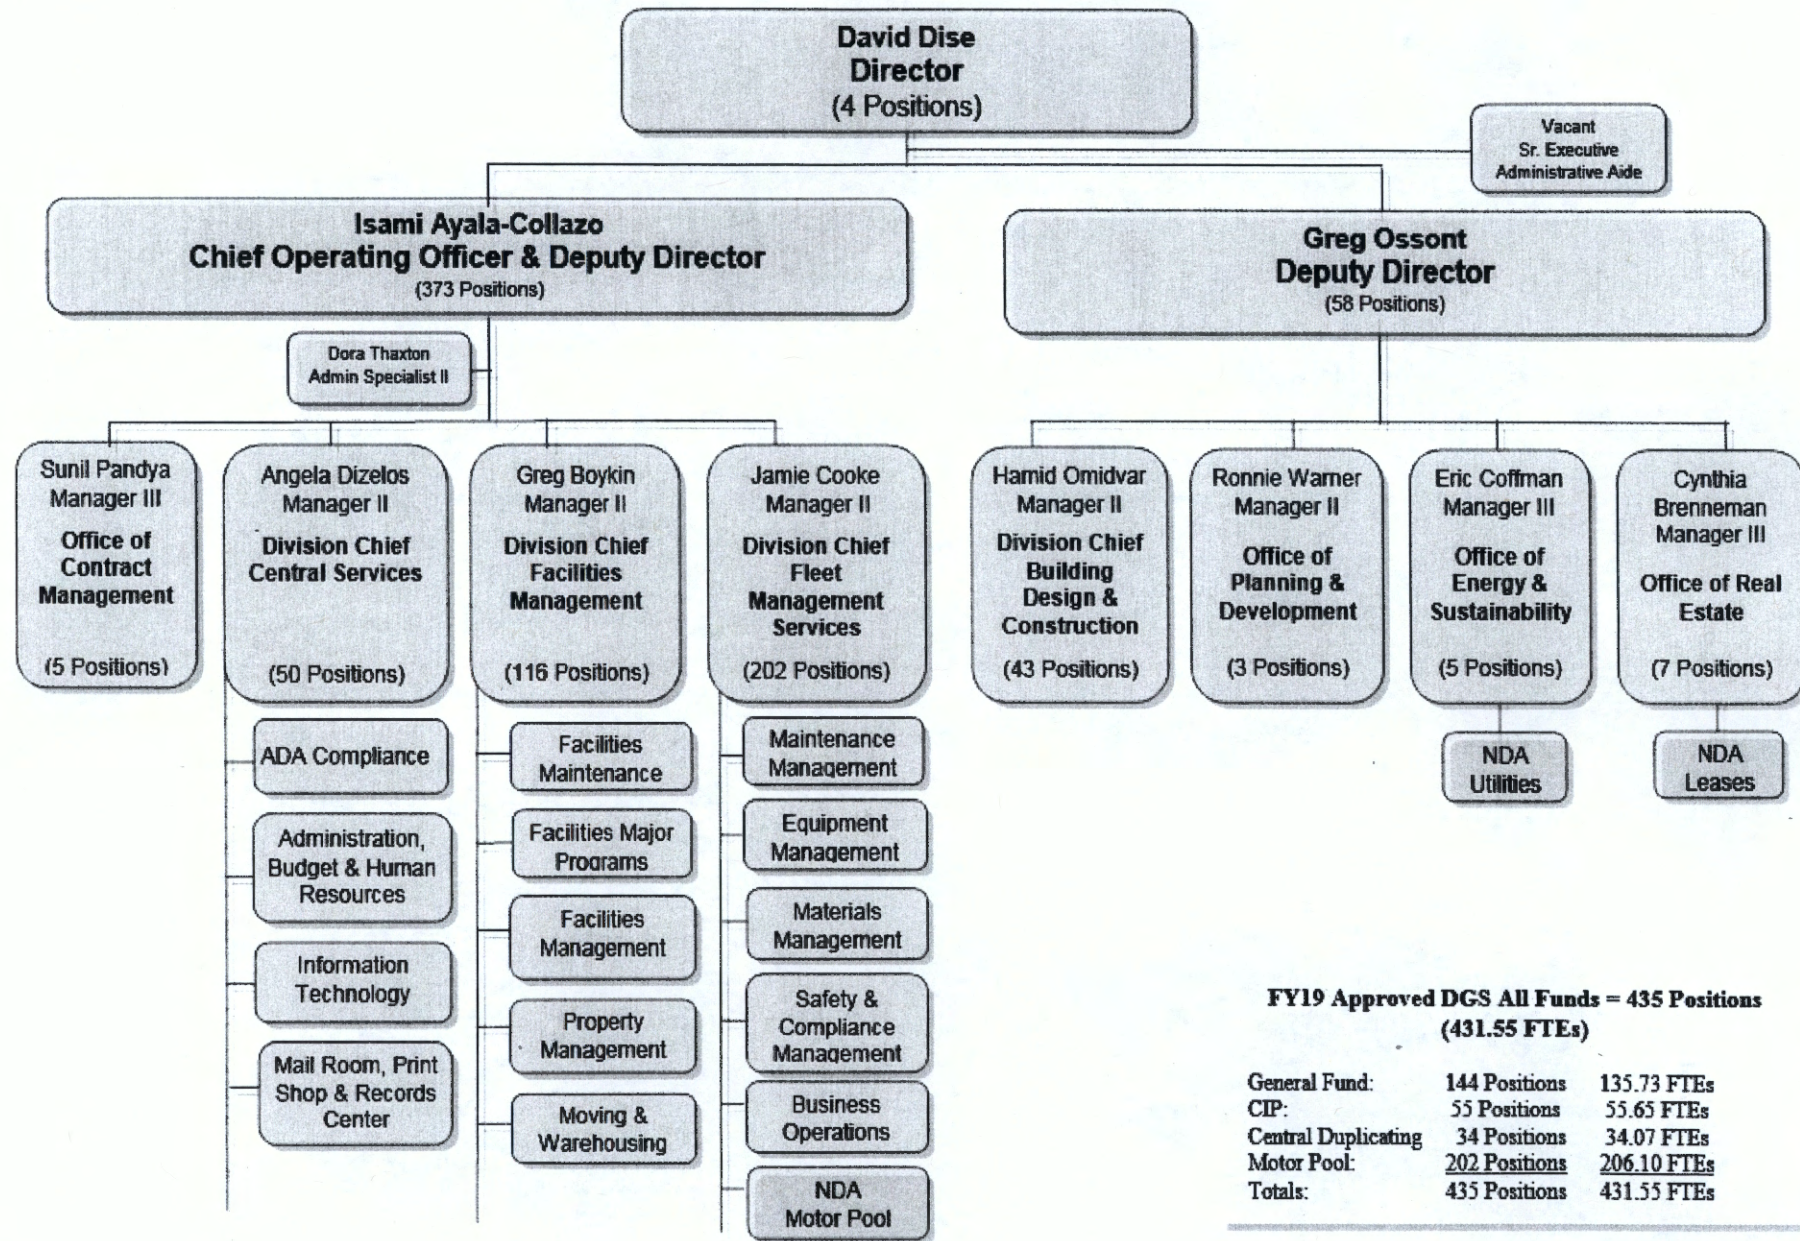 David Dise
Director
(4 Positions)
Vacant
Sr. Executive
Administrative Aide
Isami Ayala-Collazo
Chief Operating Officer & Deputy Director
(373 Positions)
Greg Ossont
Deputy Director
(58 Positions)
Dora Thaxton
Admin Specialist II
Sunil Pandya
Manager III
Office of
Contract
Management
(5 Positions)
Angela Dizelos
Manager II
Division Chief
Central Services
(50 Positions)
Greg Boykin
Manager II
Division Chief
Facilities
Management
(116 Positions)
Jamie Cooke
Manager II
Division Chief
Fleet
Management
Services
(202 Positions)
Hamid Omidvar
Manager II
Division Chief
Building
Design &
Construction
(43 Positions)
Ronnie Warner
Manager II
Office of
Planning &
Development
(3 Positions)
Eric Coffman
Manager III
Office of
Energy &
Sustainability
(5 Positions)
Cynthia
Brenneman
Manager III
Office of Real
Estate
(7 Positions)
ADA Compliance
Administration,
Budget & Human
Resources
Information
Technology
Mail Room, Print
Shop & Records
Center
Facilities
Maintenance
Facilities Major
Programs
Facilities
Management
Property
Management
Moving &
Warehousing
Maintenance
Management
Equipment
Management
Materials
Management
Safety &
Compliance
Management
Business
Operations
NDA
Motor Pool
NDA
Utilities
NDA
Leases
FY19 Approved DGS All Funds = 435 Positions
(431.55 FTEs)
General Fund: 144 Positions 135.73 FTEs
CIP: 55 Positions 55.65 FTEs
Central Duplicating 34 Positions 34.07 FTEs
Motor Pool: 202 Positions 206.10 FTEs
Totals: 435 Positions 431.55 FTEs